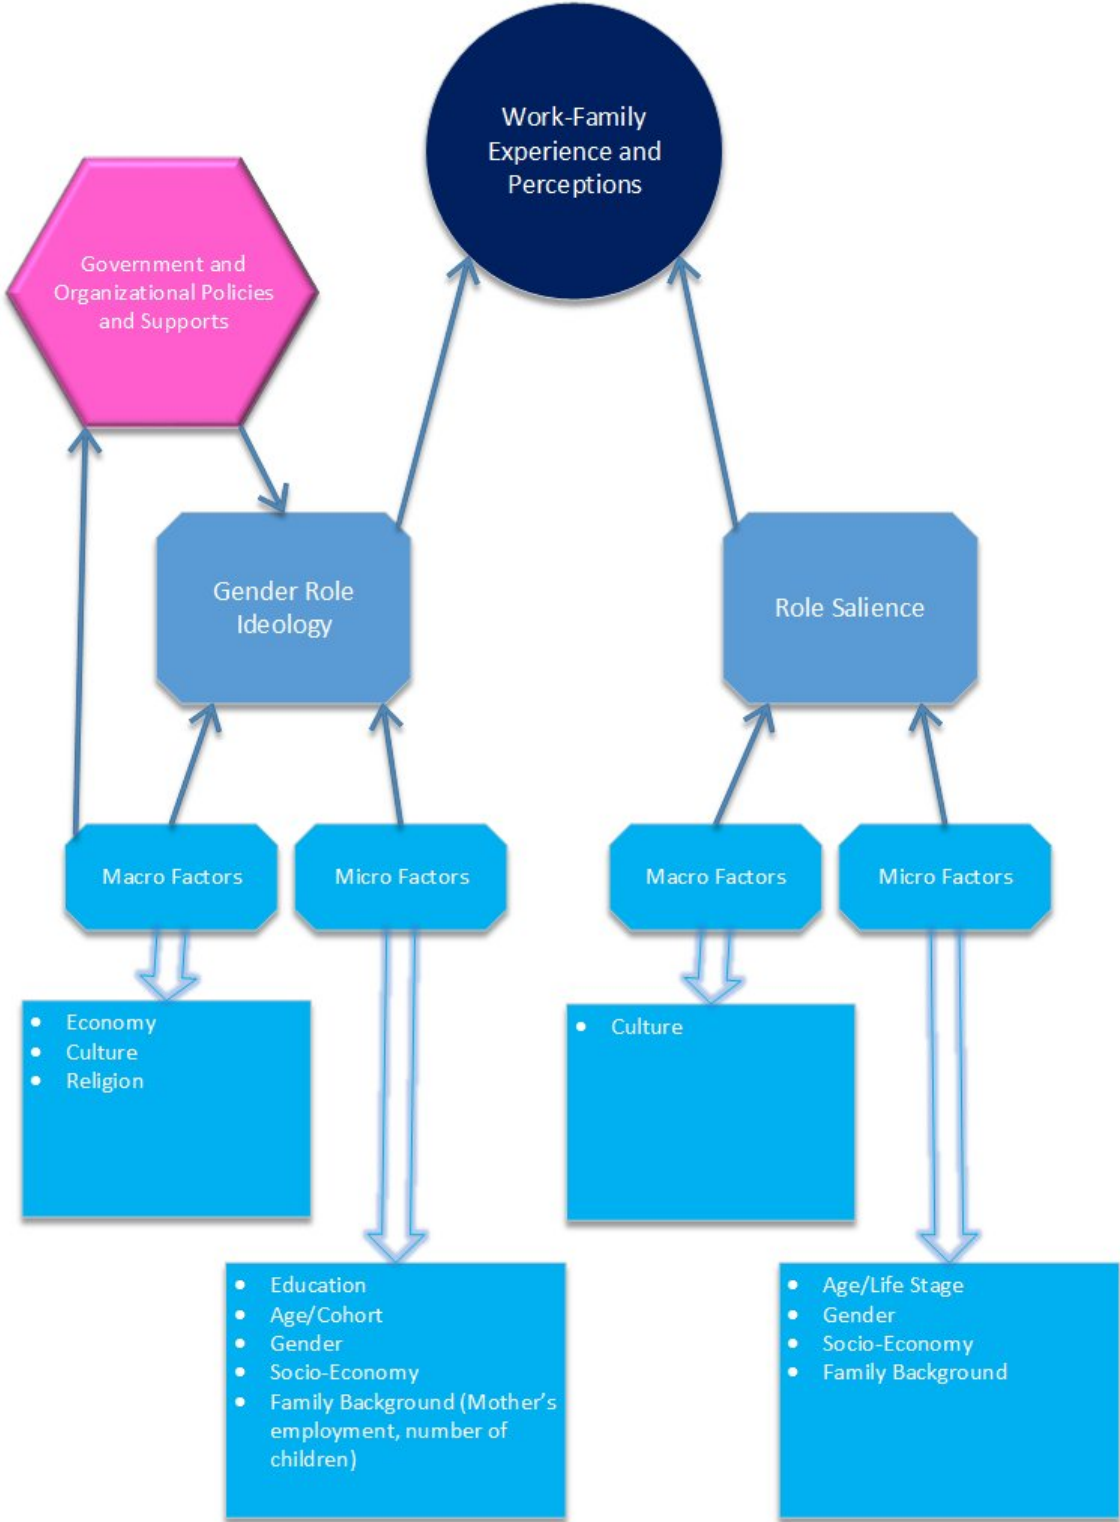 Work-Family
Experience and
Perceptions
Government and
Organizational Policies
and Supports
Gender Role
Ideology
Role Salience
Macro Factors
Micro Factors
Macro Factors
Micro Factors
• Economy
• Culture
• Religion
• Culture
• Education
• Age/Cohort
• Gender
• Socio-Economy
• Family Background (Mother's
employment, number of
children)
• Age/Life Stage
• Gender
• Socio-Economy
• Family Background